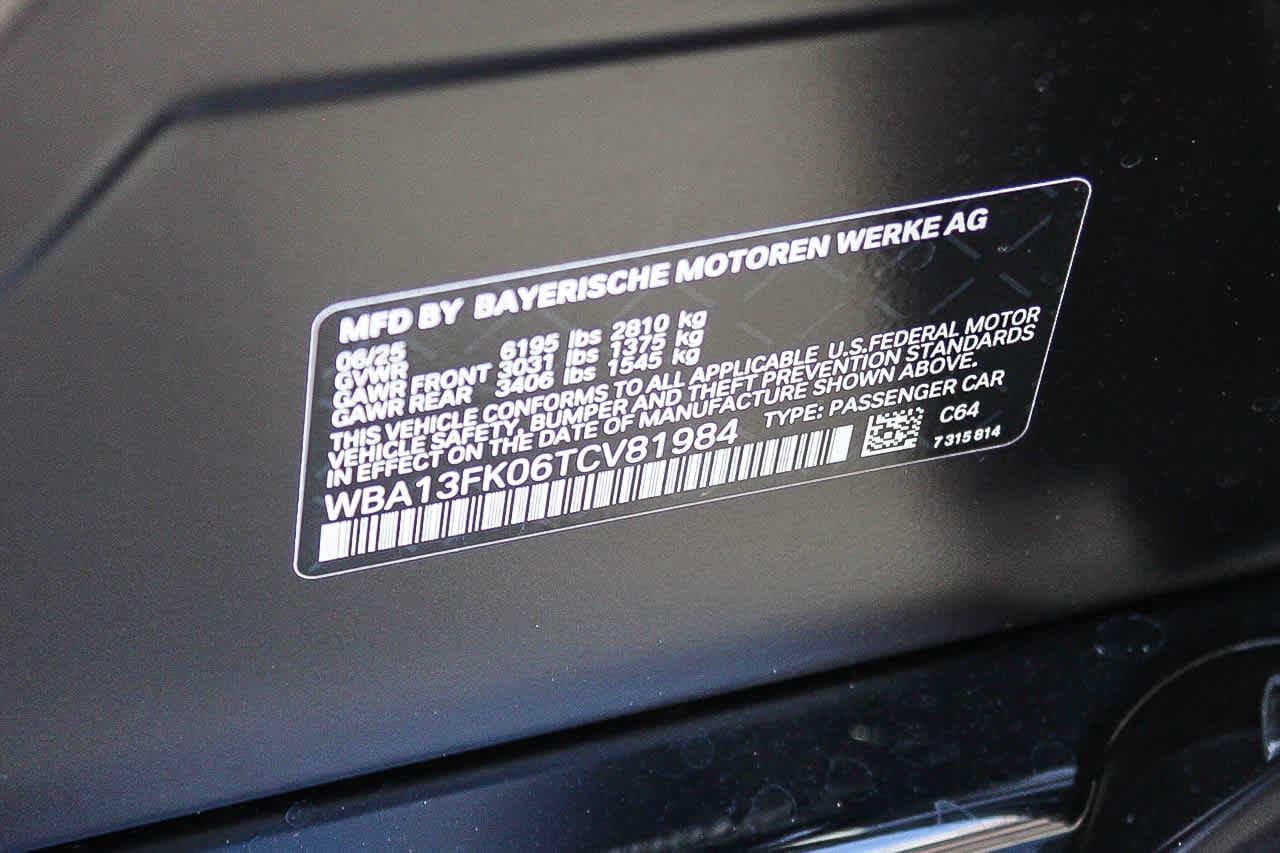 MFD BY BAYERISCHE MOTOREN WERKE AG
06/25
GVWR 6195 lbs 2810 kg
GAWR FRONT 3031 lbs 1375 kg
GAWR REAR 3406 lbs 1545 kg
THIS VEHICLE CONFORMS TO ALL APPLICABLE U.S.FEDERAL MOTOR
VEHICLE SAFETY, BUMPER AND THEFT PREVENTION STANDARDS
IN EFFECT ON THE DATE OF MANUFACTURE SHOWN ABOVE.
WBA13FK06TCV81984 TYPE: PASSENGER CAR
C64
7 315 814